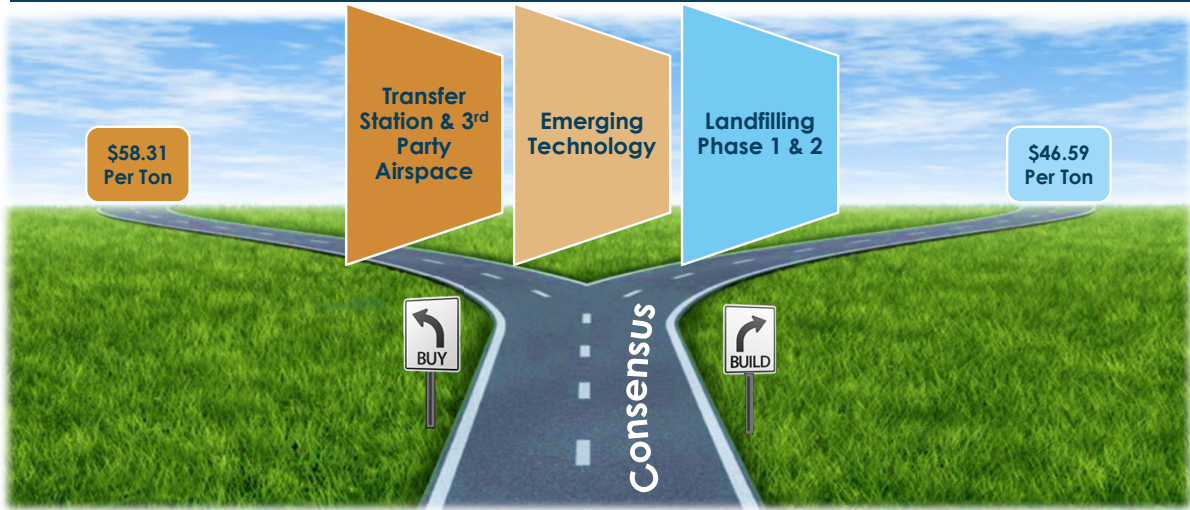 $58.31
Per Ton
Transfer
Station & 3rd
Party
Airspace
Emerging
Technology
Landfilling
Phase 1 & 2
$46.59
Per Ton
BUY
Consensus
BUILD